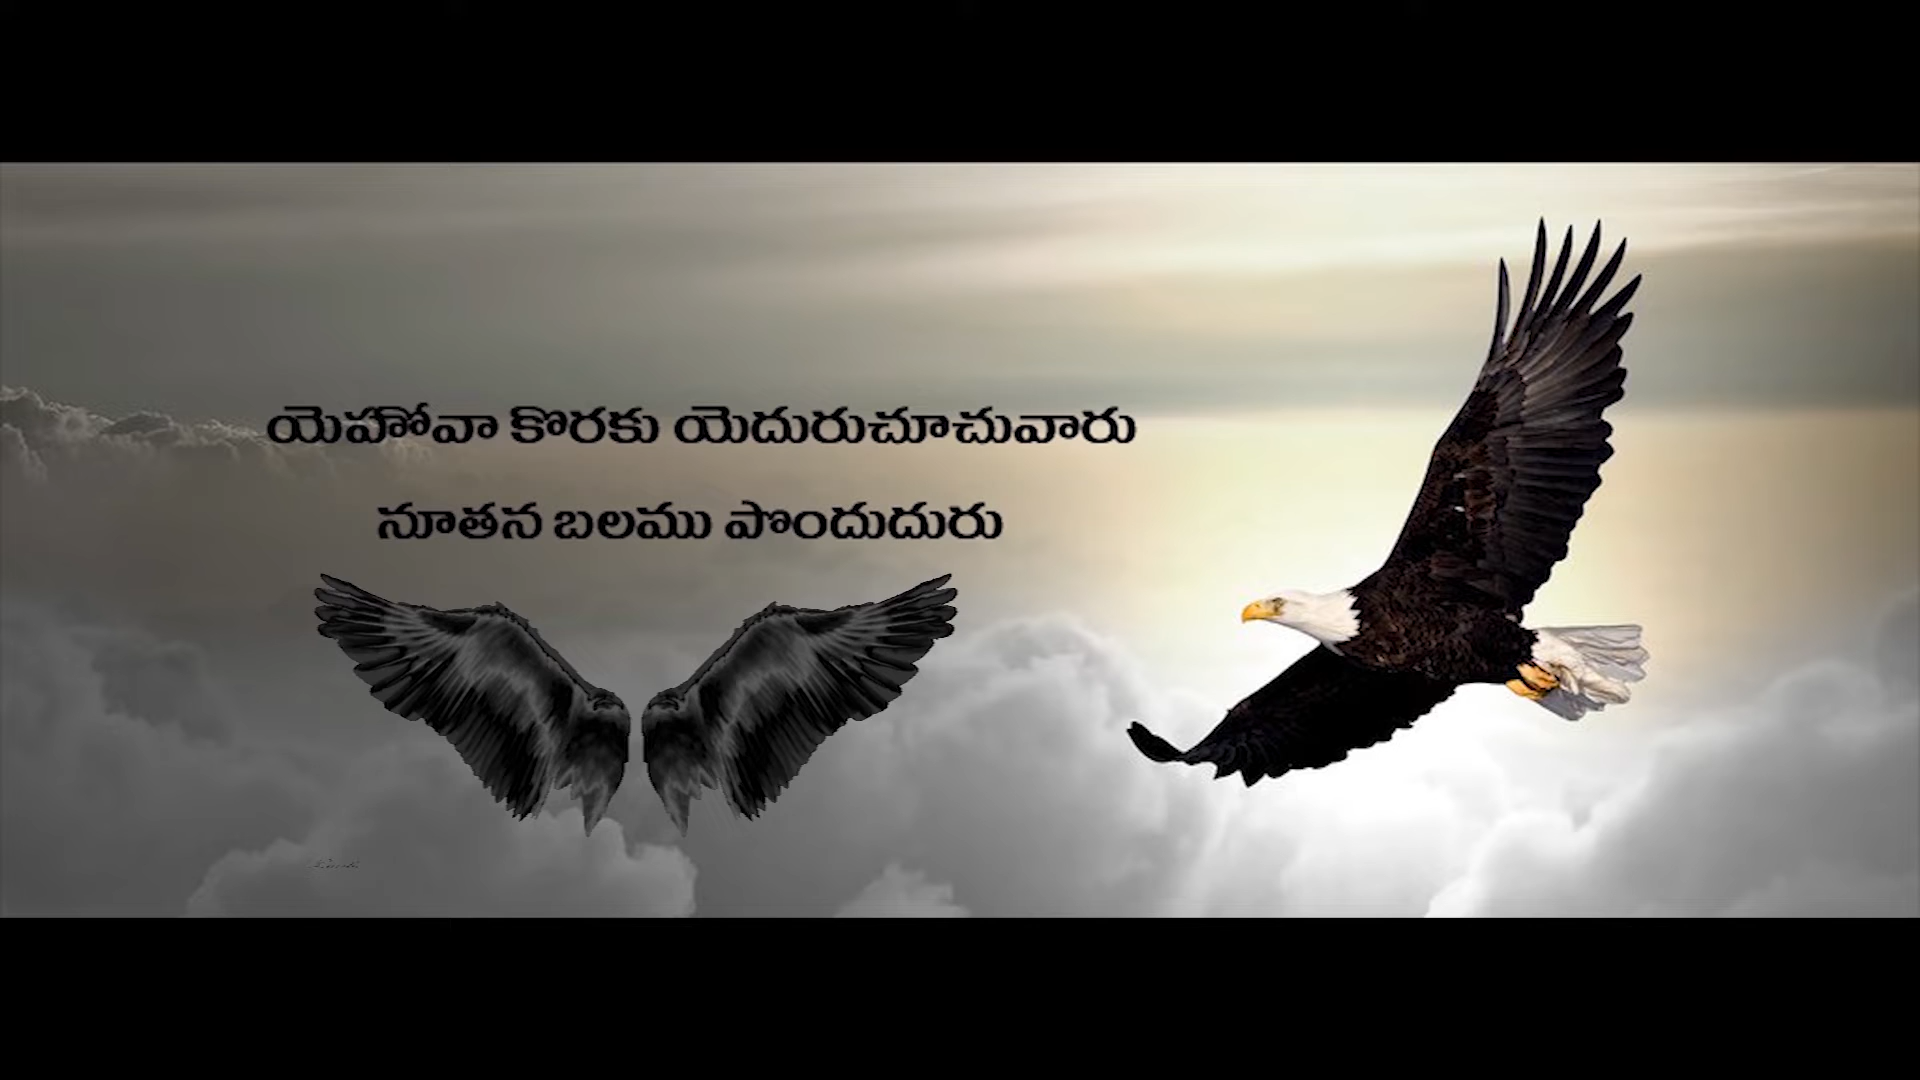 యెహోవా కొరకు యెదురుచూచువారు
నూతన బలము పొందుదురు